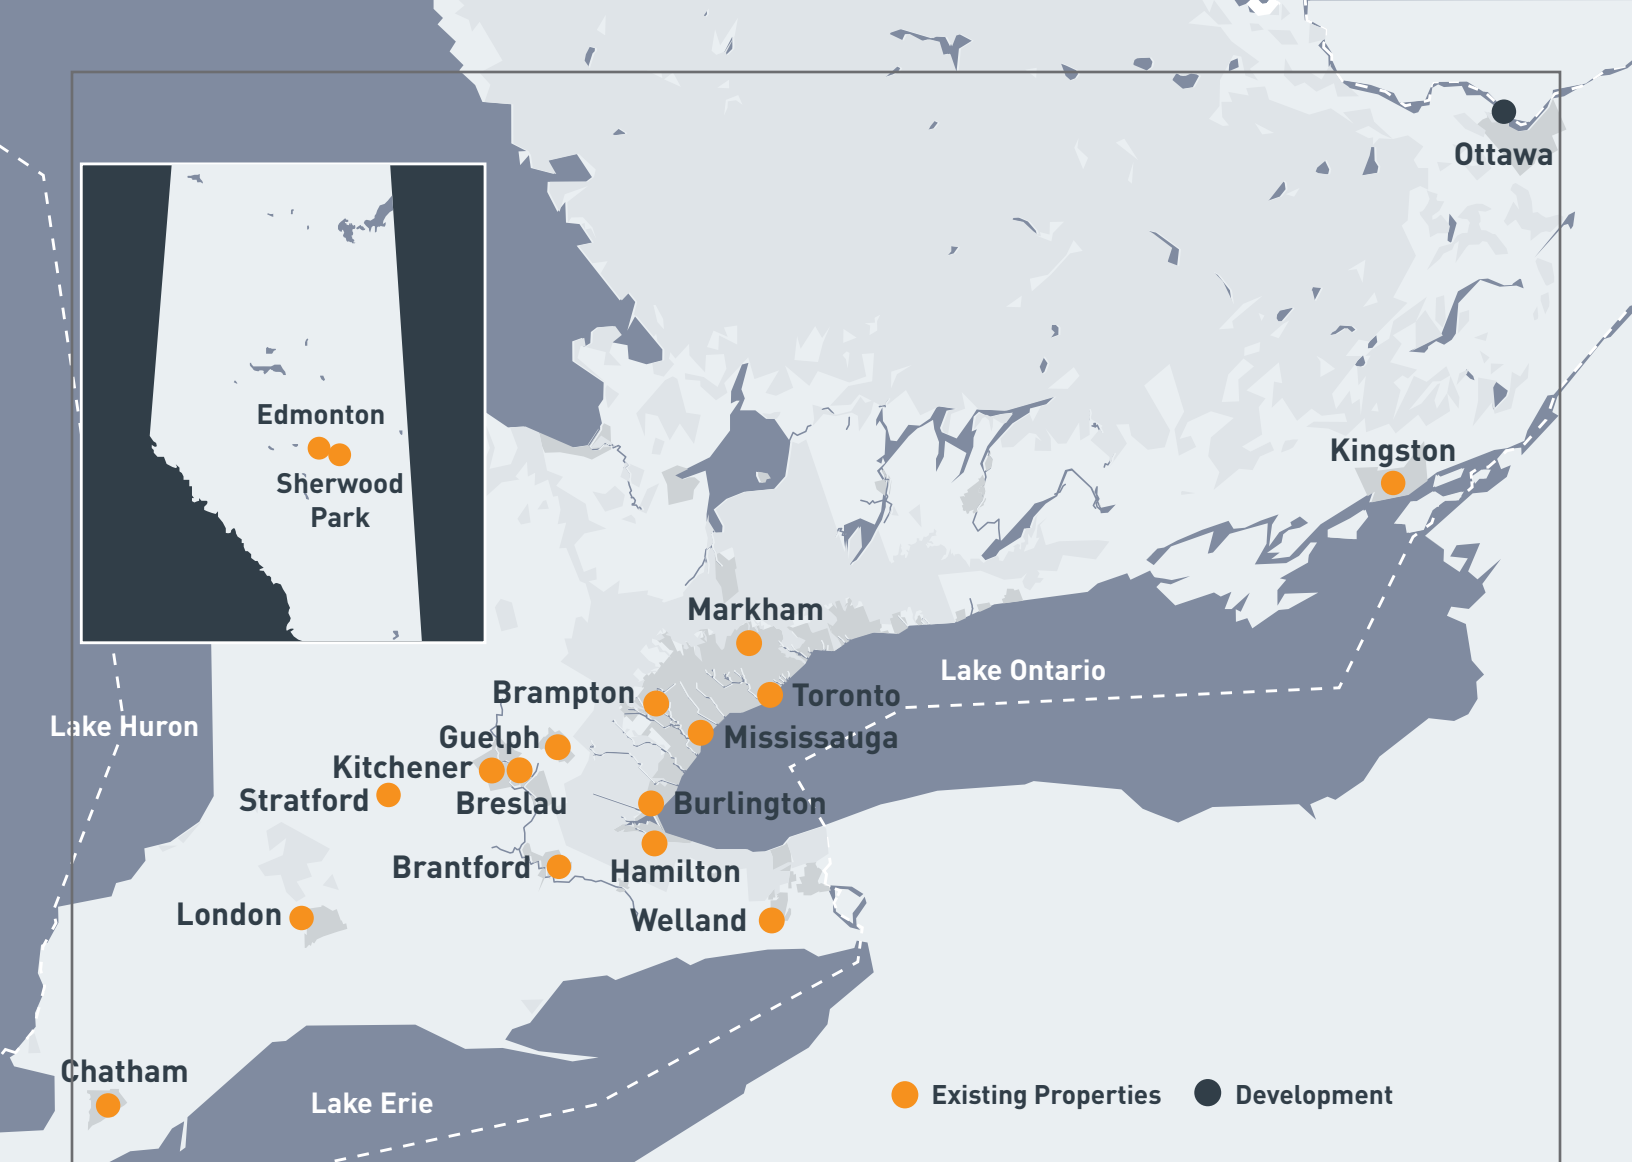 Ottawa
Edmonton
Sherwood
Park
Kingston
Markham
Lake Ontario
Brampton
Toronto
Lake Huron
Guelph
Mississauga
Kitchener
Stratford
Breslau
Burlington
Brantford
Hamilton
London
Welland
Chatham
Lake Erie
Existing Properties
Development